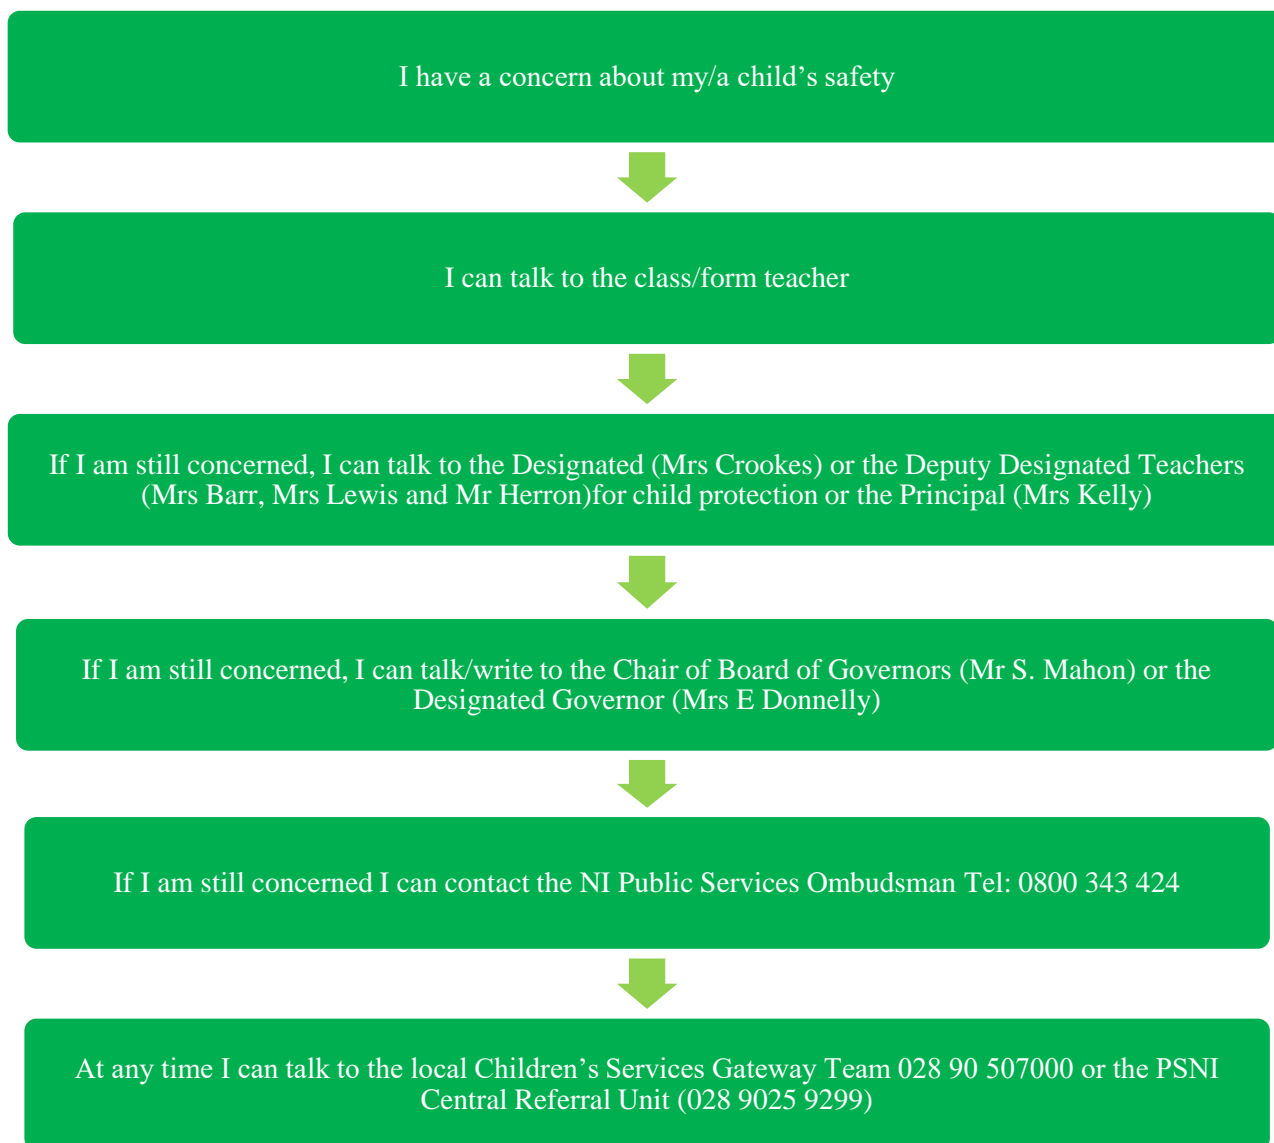 I have a concern about my/a child’s safety
I can talk to the class/form teacher
If I am still concerned, I can talk to the Designated (Mrs Crookes) or the Deputy Designated Teachers
(Mrs Barr, Mrs Lewis and Mr Herron)for child protection or the Principal (Mrs Kelly)
If I am still concerned, I can talk/write to the Chair of Board of Governors (Mr S. Mahon) or the
Designated Governor (Mrs E Donnelly)
If I am still concerned I can contact the NI Public Services Ombudsman Tel: 0800 343 424
At any time I can talk to the local Children’s Services Gateway Team 028 90 507000 or the PSNI
Central Referral Unit (028 9025 9299)